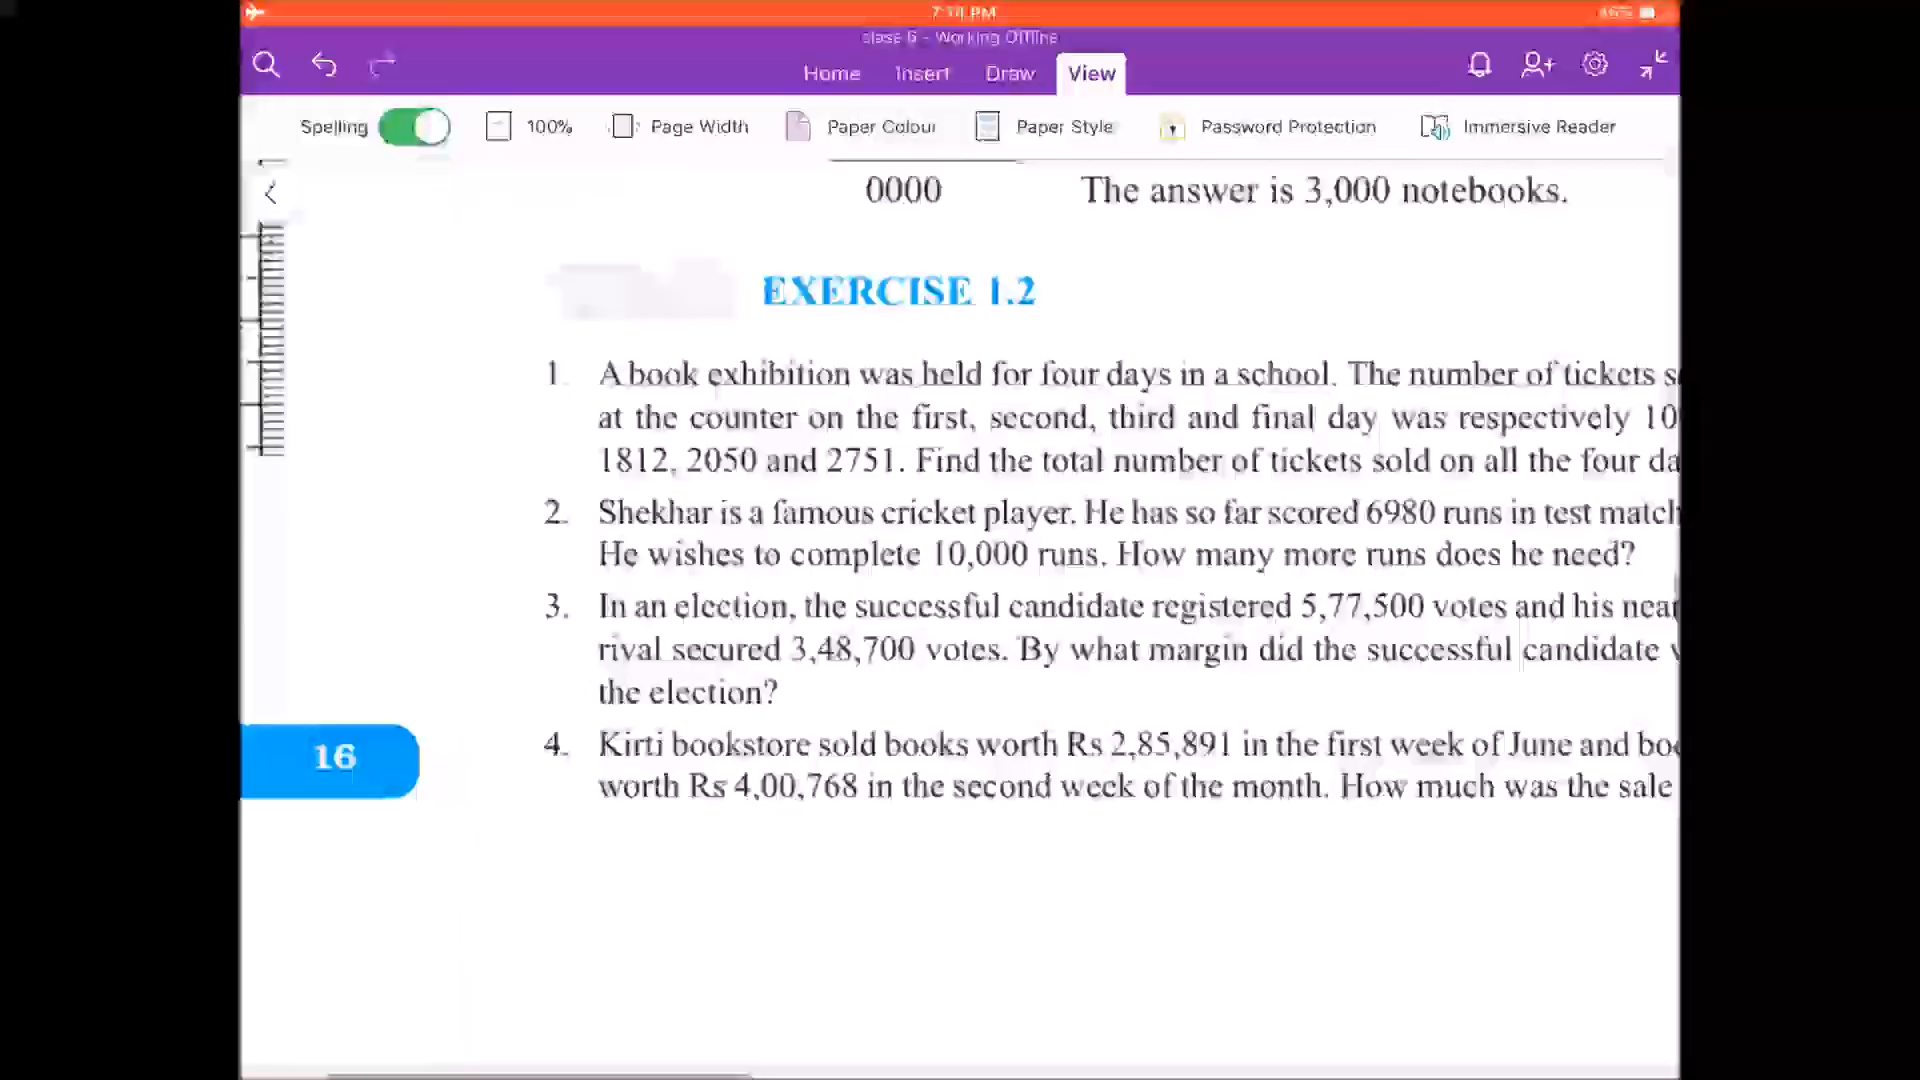 7:14 PM
class 6 - Working Offline
Home Insert Draw View
Spelling 100% Page Width Paper Colour Paper Style Password Protection Immersive Reader
0000 The answer is 3,000 notebooks.
EXERCISE 1.2
1. A book exhibition was held for four days in a school. The number of tickets s
at the counter on the first, second, third and final day was respectively 10
1812, 2050 and 2751. Find the total number of tickets sold on all the four da
2. Shekhar is a famous cricket player. He has so far scored 6980 runs in test match
He wishes to complete 10,000 runs. How many more runs does he need?
3. In an election, the successful candidate registered 5,77,500 votes and his near
rival secured 3,48,700 votes. By what margin did the successful candidate
the election?
16
4. Kirti bookstore sold books worth Rs 2,85,891 in the first week of June and boo
worth Rs 4,00,768 in the second week of the month. How much was the sale